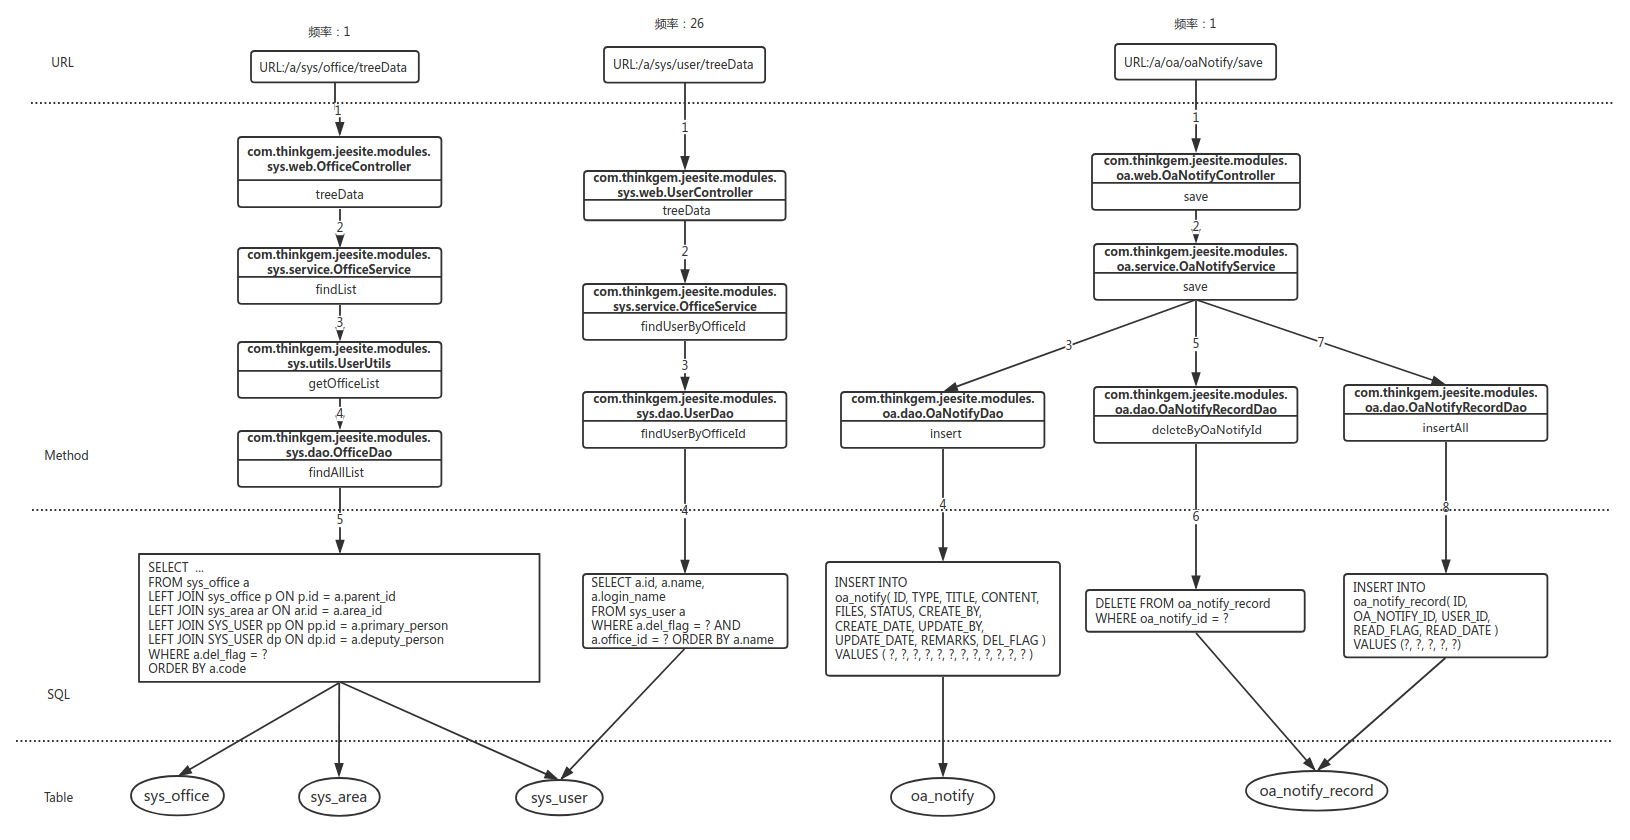 频率：1
频率：26
频率：1
URL
URL:/a/sys/office/treeData
URL:/a/sys/user/treeData
URL:/a/oa/oaNotify/save
1
1
1
com.thinkgem.jeesite.modules.
sys.web.OfficeController
treeData
com.thinkgem.jeesite.modules.
sys.web.UserController
treeData
com.thinkgem.jeesite.modules.
oa.web.OaNotifyController
save
2
2
2
com.thinkgem.jeesite.modules.
sys.service.OfficeService
findList
com.thinkgem.jeesite.modules.
sys.service.OfficeService
findUserByOfficeId
com.thinkgem.jeesite.modules.
oa.service.OaNotifyService
save
3
3
3
5
7
com.thinkgem.jeesite.modules.
sys.utils.UserUtils
getOfficeList
com.thinkgem.jeesite.modules.
sys.dao.UserDao
findUserByOfficeId
com.thinkgem.jeesite.modules.
oa.dao.OaNotifyDao
insert
com.thinkgem.jeesite.modules.
oa.dao.OaNotifyRecordDao
deleteByOaNotifyId
com.thinkgem.jeesite.modules.
oa.dao.OaNotifyRecordDao
insertAll
4
com.thinkgem.jeesite.modules.
sys.dao.OfficeDao
findAllList
Method
5
4
4
6
8
SELECT ...
FROM sys_office a
LEFT JOIN sys_office p ON p.id = a.parent_id
LEFT JOIN sys_area ar ON ar.id = a.area_id
LEFT JOIN SYS_USER pp ON pp.id = a.primary_person
LEFT JOIN SYS_USER dp ON dp.id = a.deputy_person
WHERE a.del_flag = ?
ORDER BY a.code
SELECT a.id, a.name,
a.login_name
FROM sys_user a
WHERE a.del_flag = ? AND
a.office_id = ? ORDER BY a.name
INSERT INTO
oa_notify( ID, TYPE, TITLE, CONTENT,
FILES, STATUS, CREATE_BY,
CREATE_DATE, UPDATE_BY,
UPDATE_DATE, REMARKS, DEL_FLAG )
VALUES ( ?, ?, ?, ?, ?, ?, ?, ?, ?, ?, ?, ? )
DELETE FROM oa_notify_record
WHERE oa_notify_id = ?
INSERT INTO
oa_notify_record( ID,
OA_NOTIFY_ID, USER_ID,
READ_FLAG, READ_DATE )
VALUES (?, ?, ?, ?, ?)
SQL
Table
sys_office
sys_area
sys_user
oa_notify
oa_notify_record